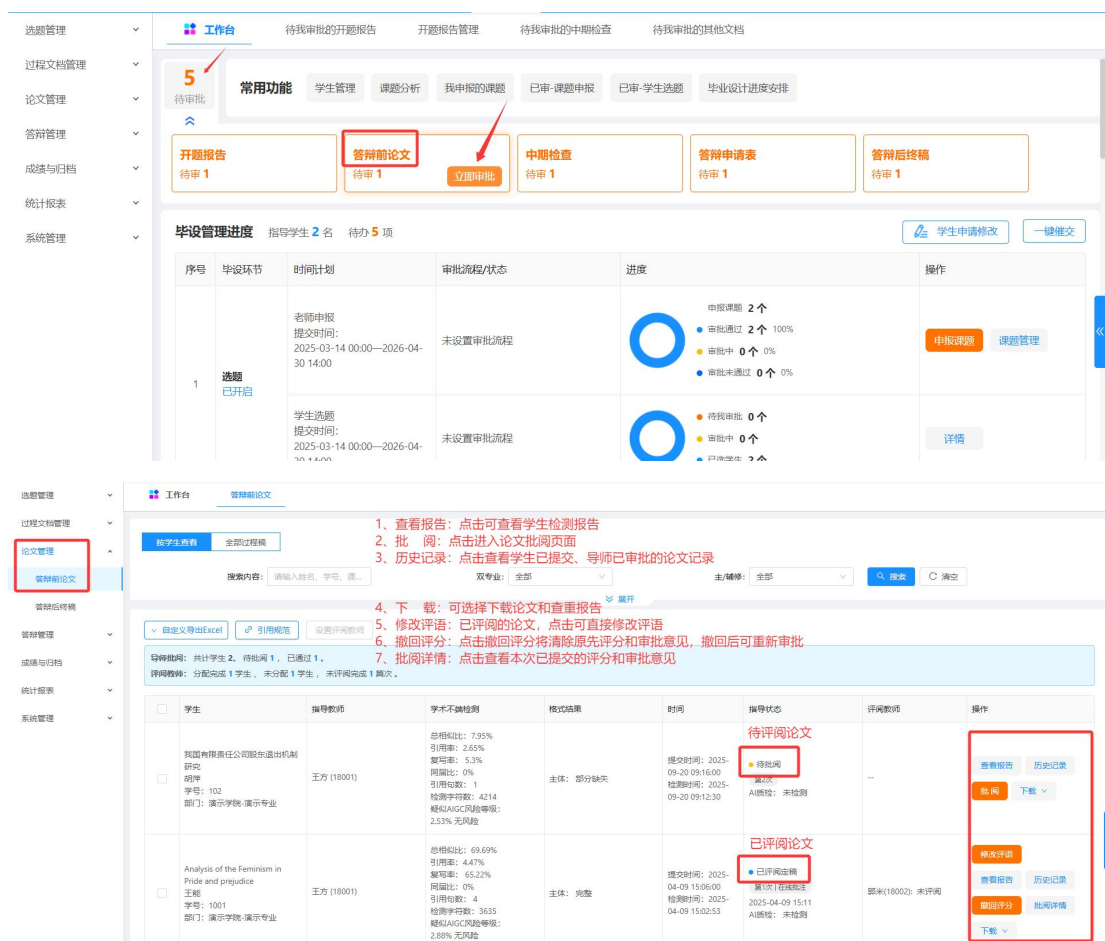 选题管理
过程文档管理
论文管理
答辩管理
成绩与归档
统计报表
系统管理
工作台 待我审批的开题报告 开题报告管理 待我审批的中期检查 待我审批的其他文档
5
待审批
常用功能 学生管理 课题分析 我申报的课题 已审-课题申报 已审-学生选题 毕业设计进度安排
开题报告
待审 1
答辩前论文
待审 1
立即审批
中期检查
待审 1
答辩申请表
待审 1
答辩后终稿
待审 1
毕设管理进度 指导学生 2 名 待办 5 项
学生申请修改 一键催交
序号 毕设环节 时间计划 审批流程/状态 进度 操作
1
选题
已开启
老师申报
提交时间:
2025-03-14 00:00—2026-04-
30 14:00
未设置审批流程
申报课题 2 个
审批通过 2 个 100%
审批中 0 个 0%
审批未通过 0 个 0%
申报课题 课题管理
学生选题
提交时间:
2025-03-14 00:00—2026-04-
30 14:00
未设置审批流程
待我审批 0 个
审批中 0 个
已选学生 2 个
详情
选题管理
过程文档管理
论文管理
答辩前论文
答辩后终稿
答辩管理
成绩与归档
统计报表
系统管理
工作台 答辩前论文
按学生查看 全部过程稿
1、查看报告：点击可查看学生检测报告
2、批 阅：点击进入论文批阅页面
3、历史记录：点击查看学生已提交、导师已审批的论文记录
搜索内容: 请输入姓名、学号、课... 双专业: 全部 主/辅修: 全部 搜索 清空
展开
4、下 载：可选择下载论文和查重报告
5、修改评语：已评阅的论文，点击可直接修改评语
6、撤回评分：点击撤回评分将清除原先评分和审批意见，撤回后可重新审批
7、批阅详情：点击查看本次已提交的评分和审批意见
自定义导出Excel 引用规范 设置评阅教师
导师批阅: 共计学生 2。 待批阅 1 ， 已通过 1 。
评阅教师: 分配完成 1 学生 、 未分配 1 学生 ， 未评阅完成 1 篇次 。
学生 指导教师 学术不端检测 格式结果 时间 指导状态 评阅教师 操作
我国有限责任公司股东退出机制
研究
胡萍
学号: 102
部门: 演示学院-演示专业
王方 (18001)
总相似比: 7.95%
引用率: 2.65%
复写率: 5.3%
同届比: 0%
引用句数: 1
检测字符数: 4214
疑似AIGC风险等级:
2.53% 无风险
主体: 部分缺失
提交时间: 2025-
09-20 09:16:00
检测时间: 2025-
09-20 09:12:30
待评阅论文
待批阅
第2次
AI质检: 未检测
--
查看报告 历史记录
批 阅 下载
Analysis of the Feminism in
Pride and prejudice
王能
学号: 1001
部门: 演示学院-演示专业
王方 (18001)
总相似比: 69.69%
引用率: 4.47%
复写率: 65.22%
同届比: 0%
引用句数: 4
检测字符数: 3635
疑似AIGC风险等级:
2.88% 无风险
主体: 完整
提交时间: 2025-
04-09 15:06:00
检测时间: 2025-
04-09 15:02:53
已评阅论文
已评阅定稿
第1次 | 在线批注
2025-04-09 15:11
AI质检: 未检测
郭米(18002): 未评阅
修改评语
查看报告 历史记录
撤回评分 批阅详情
下载